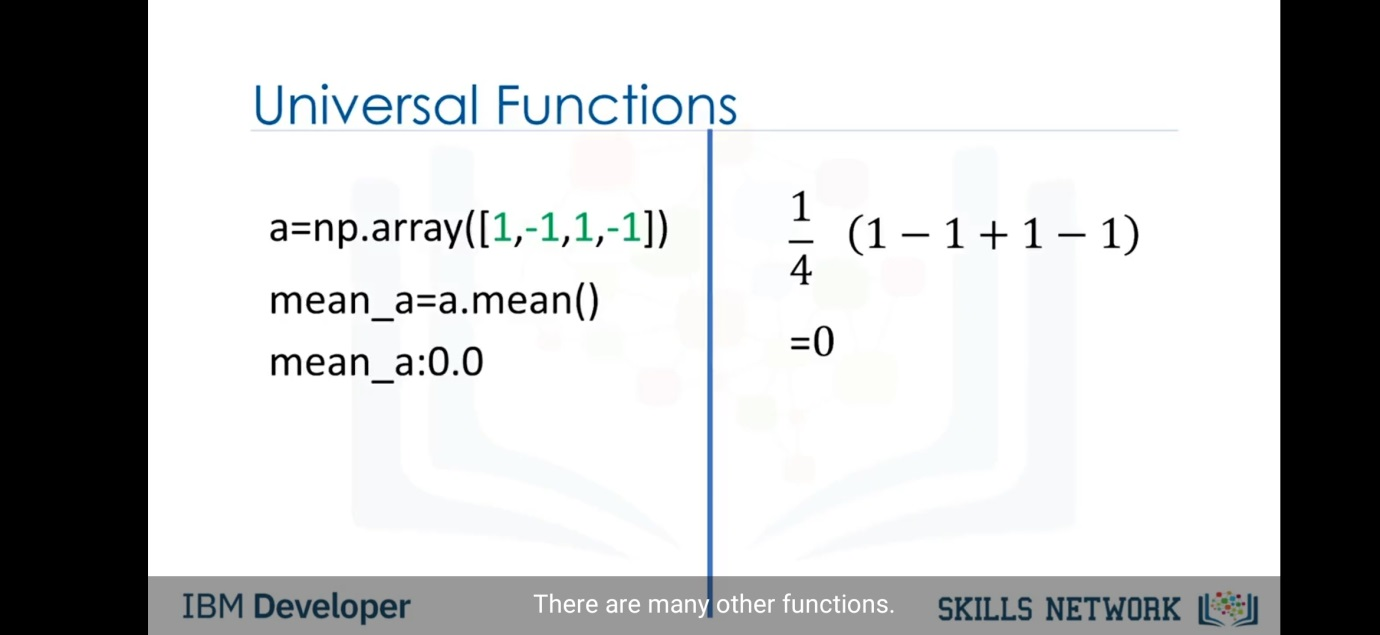 Universal Functions
a=np.array([1,-1,1,-1])
mean_a=a.mean()
mean_a:0.0
1
4
(1 − 1 + 1 − 1)
=0
IBM Developer
There are many other functions.
SKILLS NETWORK